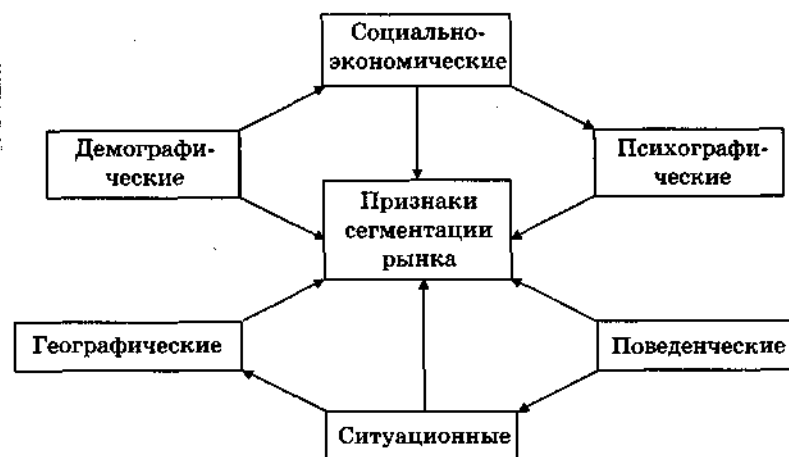 Социально-
экономические
Демографи-
ческие
Психографи-
ческие
Признаки
сегментации
рынка
Географические
Поведенческие
Ситуационные